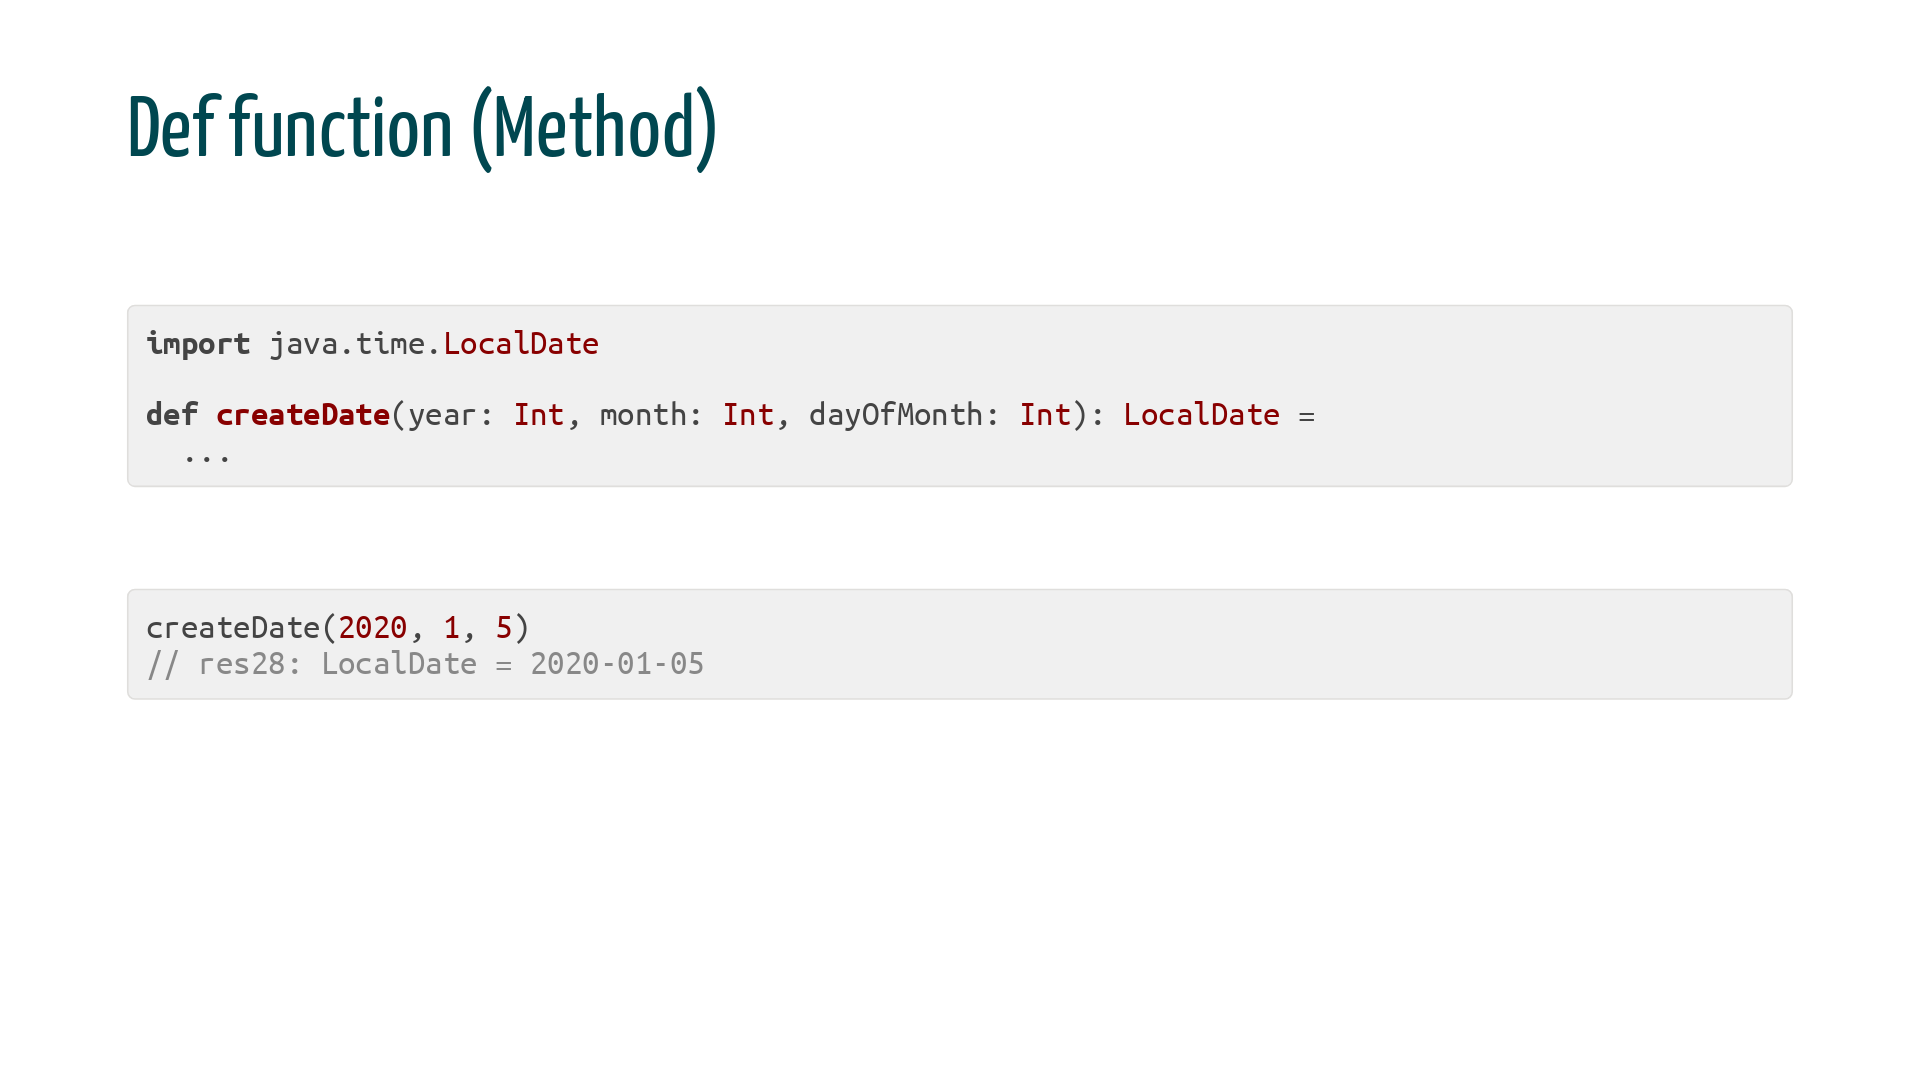 Def function (Method)
import java.time.LocalDate
def createDate(year: Int, month: Int, dayOfMonth: Int): LocalDate =
  ...
createDate(2020, 1, 5)
// res28: LocalDate = 2020-01-05